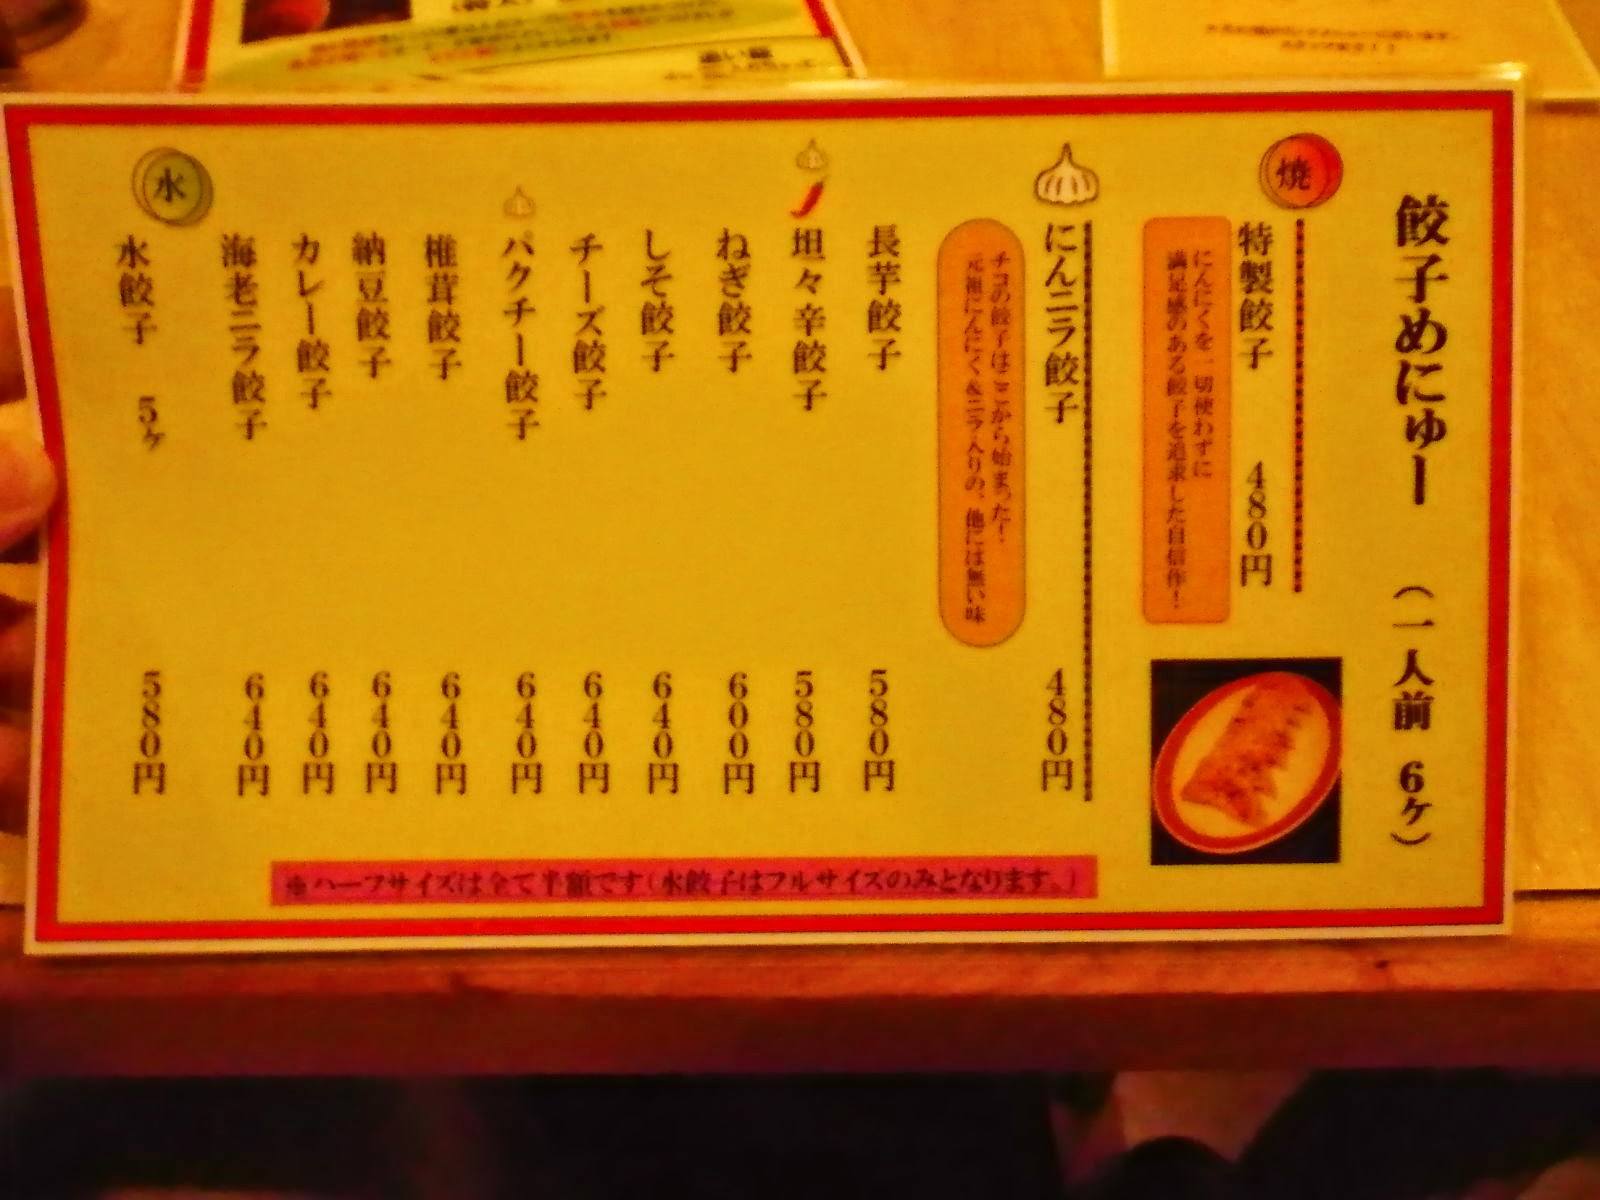 餃子めにゅー （一人前 6ケ）
焼
特製餃子 480円
にんにくを一切使わずに
満足感のある餃子を追求した自信作！
にんニラ餃子 480円
チコの餃子はここから始まった！
元祖にんにく&ニラ入りの、他には無い味
長芋餃子 580円
坦々辛餃子 580円
ねぎ餃子 600円
しそ餃子 640円
チーズ餃子 640円
パクチー餃子 640円
椎茸餃子 640円
納豆餃子 640円
カレー餃子 640円
海老ニラ餃子 640円
水
水餃子 5ヶ 580円
※ハーフサイズは全て半額です（水餃子はフルサイズのみとなります。）